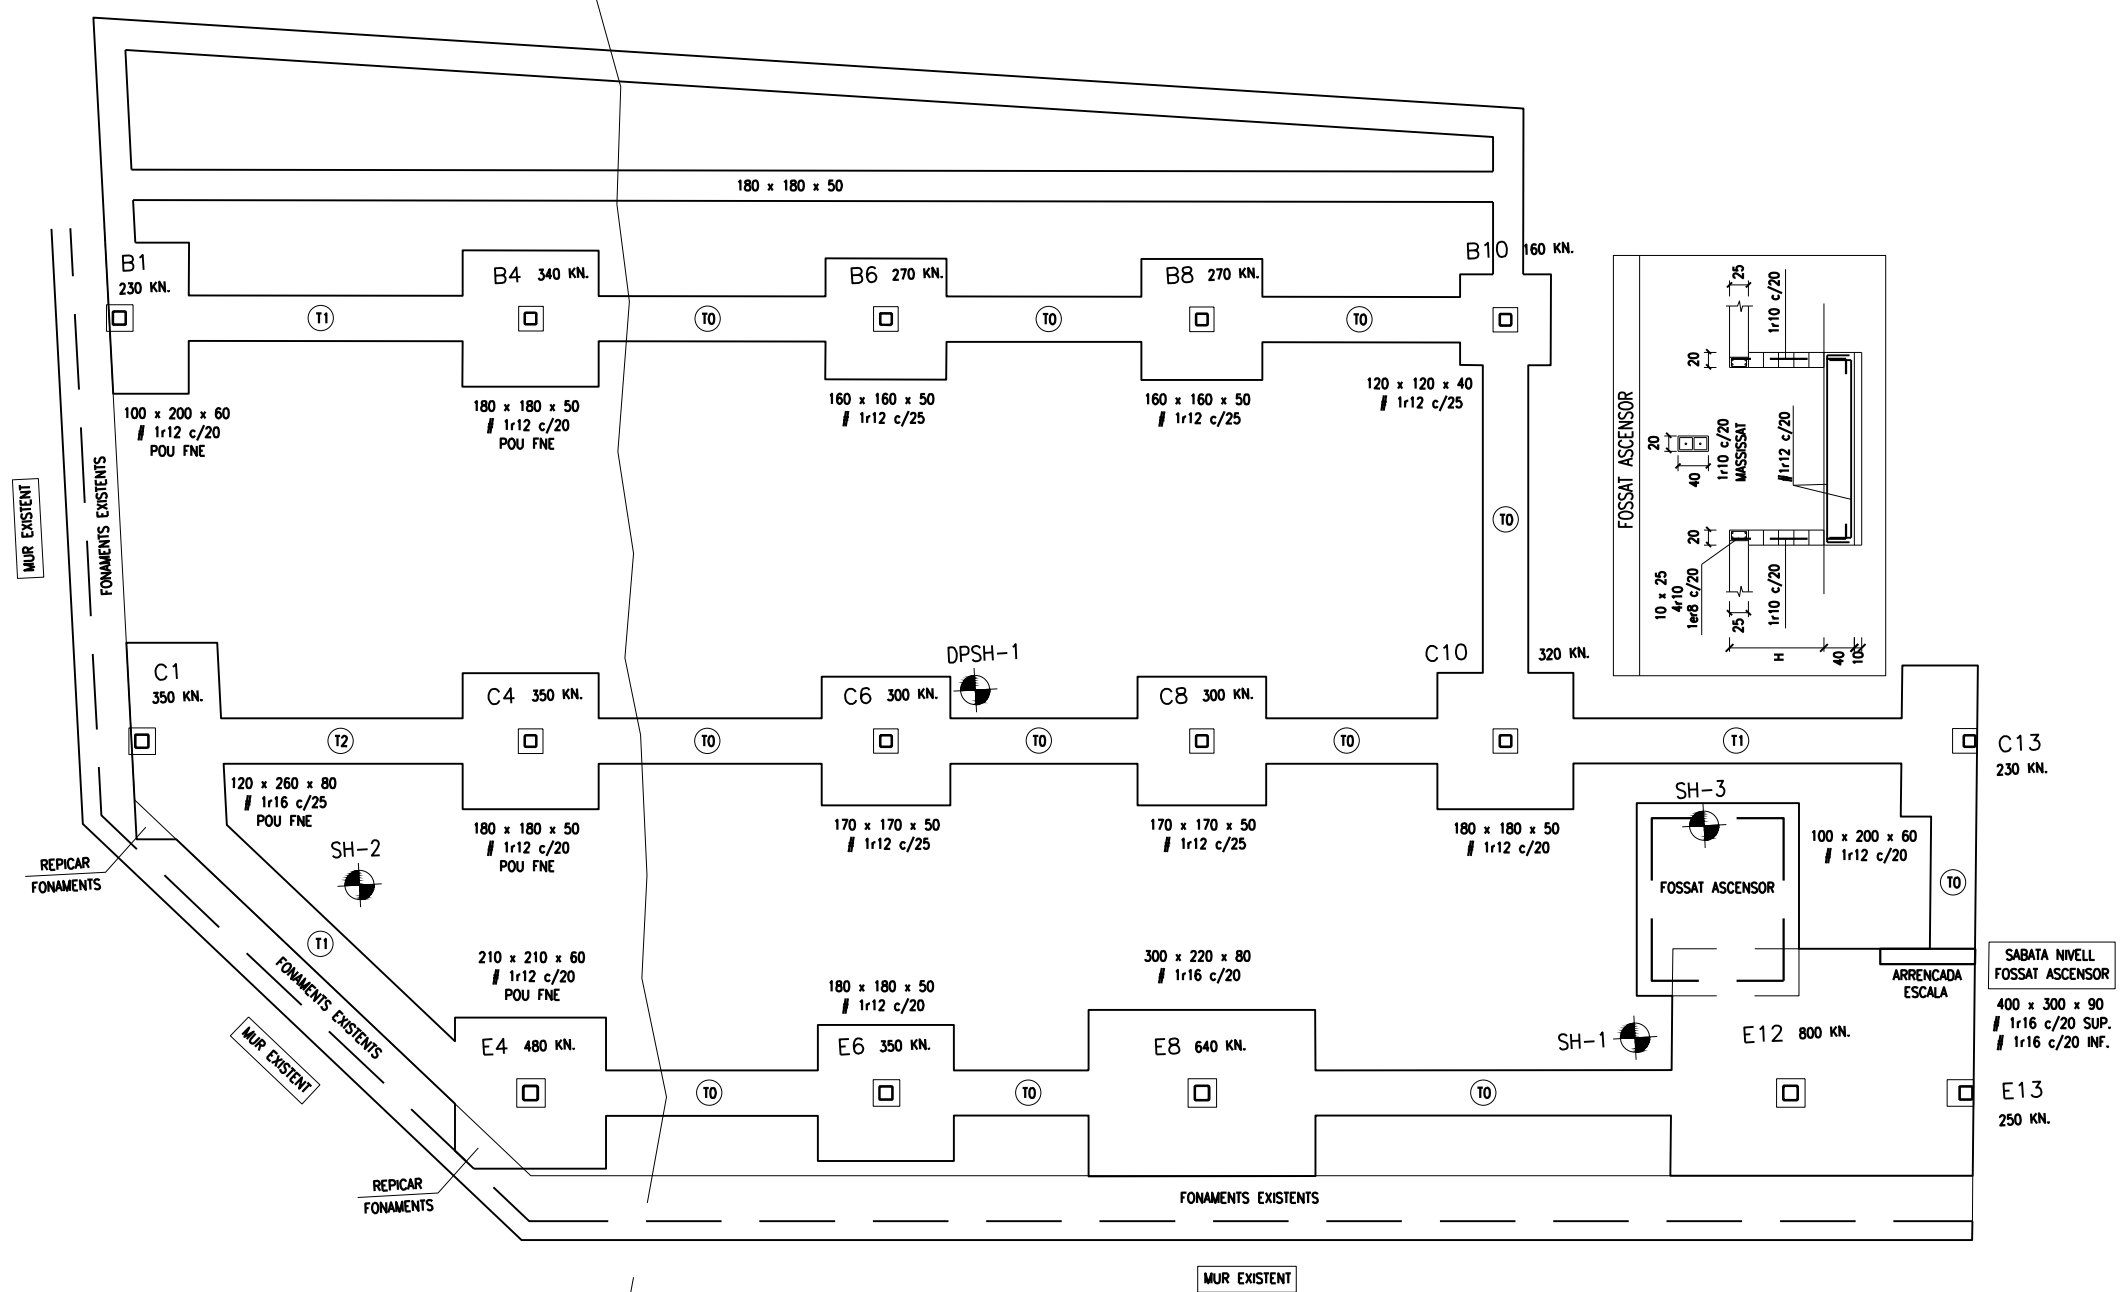 180 x 180 x 50
B1
230 KN.
B4 340 KN.
B6 270 KN.
B8 270 KN.
B10 160 KN.
T1
T0
T0
T0
100 x 200 x 60
# 1r12 c/20
POU FNE
180 x 180 x 50
# 1r12 c/20
POU FNE
160 x 160 x 50
# 1r12 c/25
160 x 160 x 50
# 1r12 c/25
120 x 120 x 40
# 1r12 c/25
MUR EXISTENT
FONAMENTS EXISTENTS
T0
FOSSAT ASCENSOR
25
1r10 c/20
20
20
40
1r10 c/20
MASSISSAT
#1r12 c/20
20
10 x 25
4r10
1er8 c/20
25
1r10 c/20
H
40
10
C1
350 KN.
C4 350 KN.
C6 300 KN.
DPSH-1
C8 300 KN.
C10
320 KN.
T2
T0
T0
T0
T1
C13
230 KN.
120 x 260 x 80
# 1r16 c/25
POU FNE
180 x 180 x 50
# 1r12 c/20
POU FNE
170 x 170 x 50
# 1r12 c/25
170 x 170 x 50
# 1r12 c/25
180 x 180 x 50
# 1r12 c/20
SH-3
100 x 200 x 60
# 1r12 c/20
FOSSAT ASCENSOR
T0
REPICAR
FONAMENTS
SH-2
T1
FONAMENTS EXISTENTS
MUR EXISTENT
210 x 210 x 60
# 1r12 c/20
POU FNE
180 x 180 x 50
# 1r12 c/20
300 x 220 x 80
# 1r16 c/20
ARRENCADA
ESCALA
SABATA NIVELL
FOSSAT ASCENSOR
400 x 300 x 90
# 1r16 c/20 SUP.
# 1r16 c/20 INF.
E4 480 KN.
E6 350 KN.
E8 640 KN.
SH-1
E12 800 KN.
T0
T0
T0
E13
250 KN.
REPICAR
FONAMENTS
FONAMENTS EXISTENTS
MUR EXISTENT